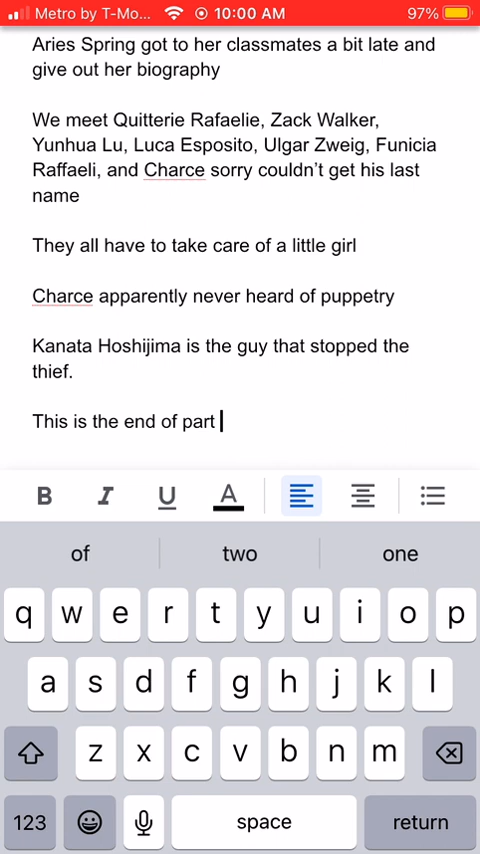 Metro by T-Mo... 10:00 AM 97%
Aries Spring got to her classmates a bit late and
give out her biography
We meet Quitterie Rafaelie, Zack Walker,
Yunhua Lu, Luca Esposito, Ulgar Zweig, Funicia
Raffaeli, and Charce sorry couldn't get his last
name
They all have to take care of a little girl
Charce apparently never heard of puppetry
Kanata Hoshijima is the guy that stopped the
thief.
This is the end of part
B I U A
of two one
q w e r t y u i o p
a s d f g h j k l
z x c v b n m
123 space return